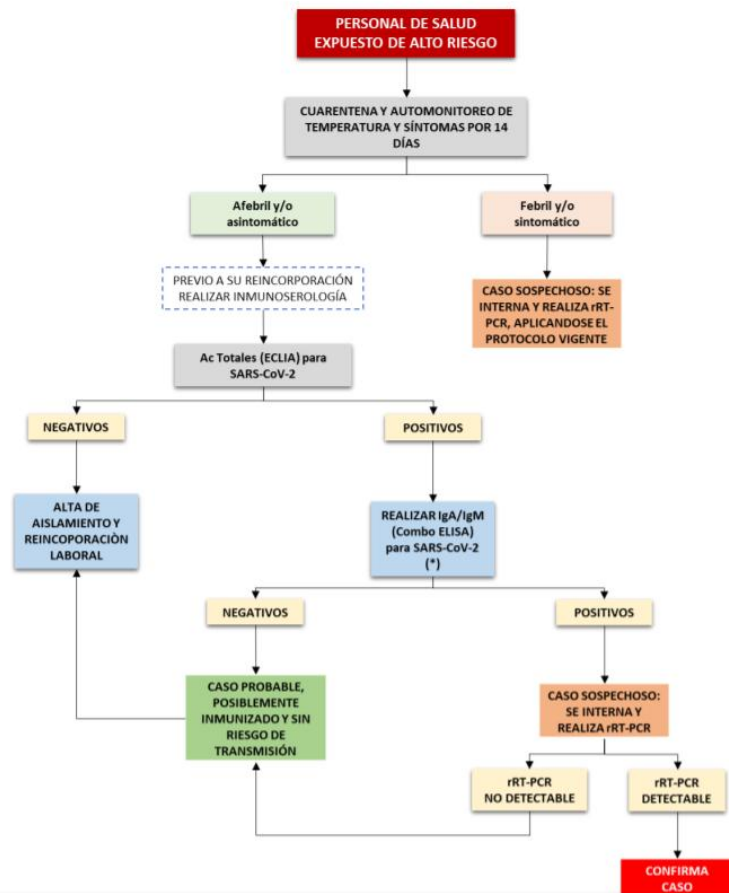 PERSONAL DE SALUD
EXPUESTO DE ALTO RIESGO
CUARENTENA Y AUTOMONITOREO DE
TEMPERATURA Y SÍNTOMAS POR 14
DÍAS
Afebril y/o
asintomático
Febril y/o
sintomático
PREVIO A SU REINCORPORACIÓN
REALIZAR INMUNOSEROLOGÍA
CASO SOSPECHOSO: SE
INTERNA Y REALIZA rRT-
PCR, APLICANDOSE EL
PROTOCOLO VIGENTE
Ac Totales (ECLIA) para
SARS-CoV-2
NEGATIVOS
POSITIVOS
ALTA DE
AISLAMIENTO Y
REINCOPORACIÒN
LABORAL
REALIZAR IgA/IgM
(Combo ELISA)
para SARS-CoV-2
(*)
NEGATIVOS
POSITIVOS
CASO PROBABLE,
POSIBLEMENTE
INMUNIZADO Y SIN
RIESGO DE
TRANSMISIÓN
CASO SOSPECHOSO:
SE INTERNA Y
REALIZA rRT-PCR
rRT-PCR
NO DETECTABLE
rRT-PCR
DETECTABLE
CONFIRMA
CASO